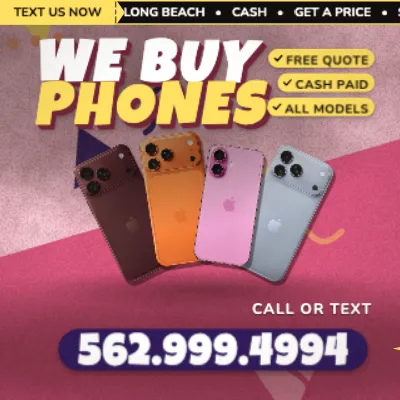 TEXT US NOW LONG BEACH • CASH • GET A PRICE •
WE BUY
PHONES
✓ FREE QUOTE
✓ CASH PAID
✓ ALL MODELS
CALL OR TEXT
562.999.4994